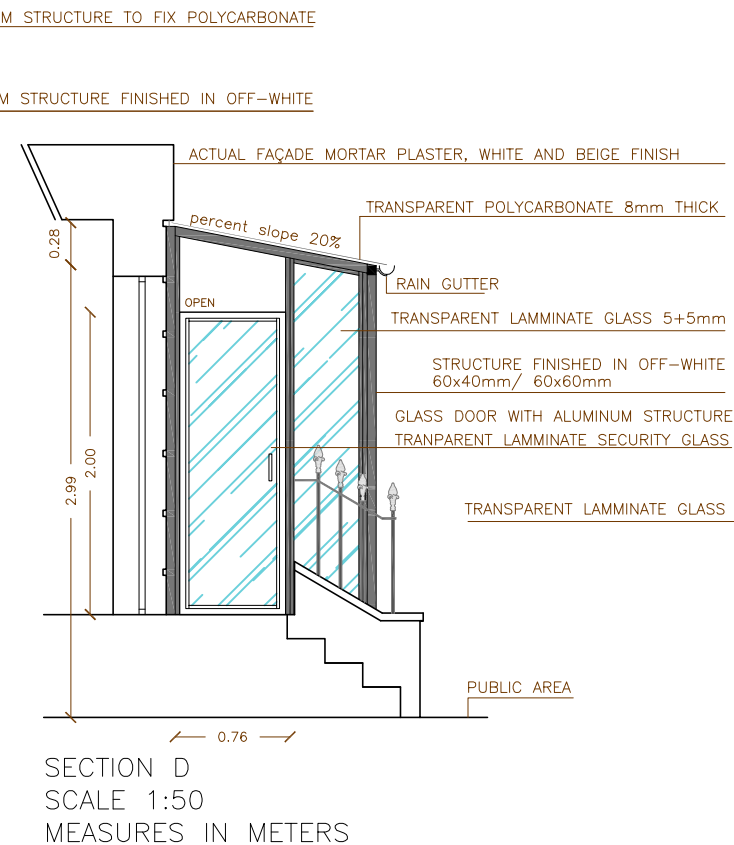 M STRUCTURE TO FIX POLYCARBONATE
M STRUCTURE FINISHED IN OFF-WHITE
ACTUAL FAÇADE MORTAR PLASTER, WHITE AND BEIGE FINISH
TRANSPARENT POLYCARBONATE 8mm THICK
percent slope 20%
0.28
RAIN GUTTER
OPEN
TRANSPARENT LAMMINATE GLASS 5+5mm
STRUCTURE FINISHED IN OFF-WHITE
60x40mm/ 60x60mm
GLASS DOOR WITH ALUMINUM STRUCTURE
TRANPARENT LAMMINATE SECURITY GLASS
2.00
2.99
TRANSPARENT LAMMINATE GLASS
PUBLIC AREA
0.76
SECTION D
SCALE 1:50
MEASURES IN METERS